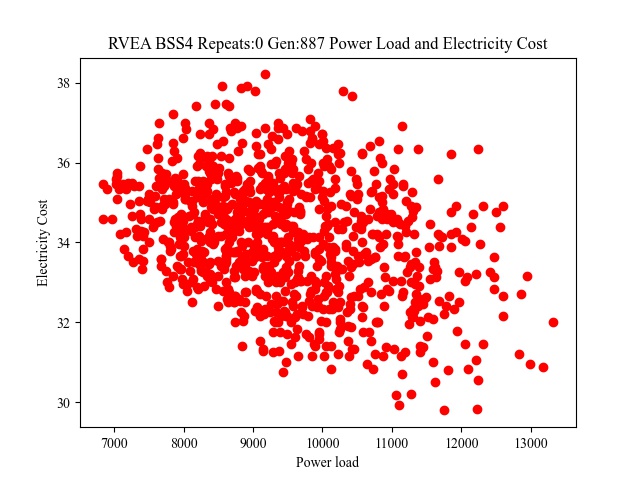 RVEA BSS4 Repeats:0 Gen:887 Power Load and Electricity Cost
38
36
34
32
30
Electricity Cost
7000 8000 9000 10000 11000 12000 13000
Power load